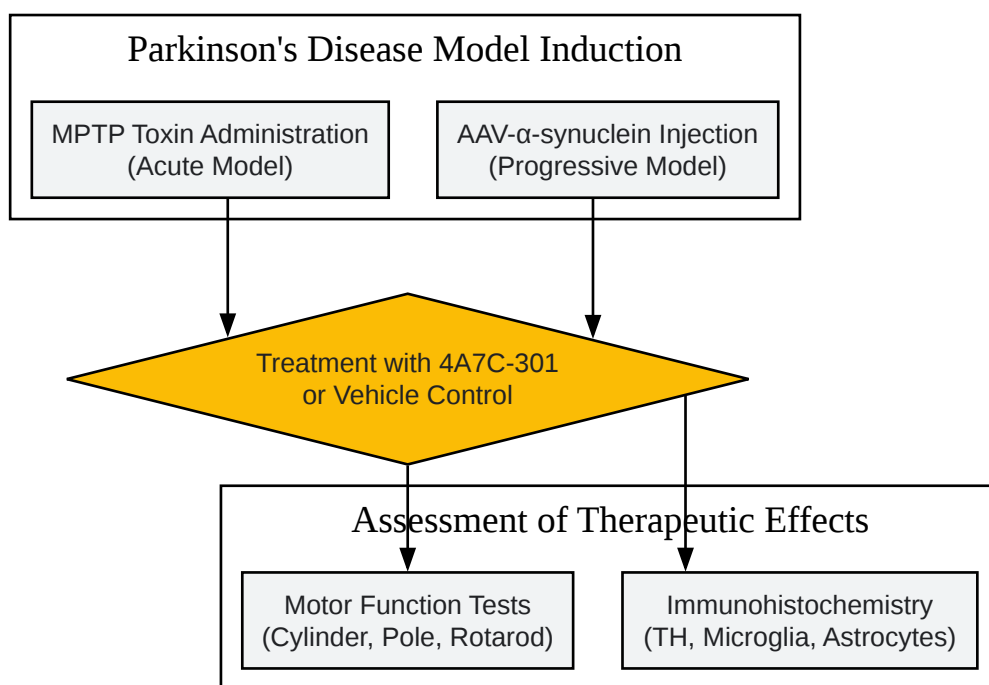 Parkinson's Disease Model Induction
MPTP Toxin Administration
(Acute Model)
AAV-α-synuclein Injection
(Progressive Model)
Treatment with 4A7C-301
or Vehicle Control
Assessment of Therapeutic Effects
Motor Function Tests
(Cylinder, Pole, Rotarod)
Immunohistochemistry
(TH, Microglia, Astrocytes)